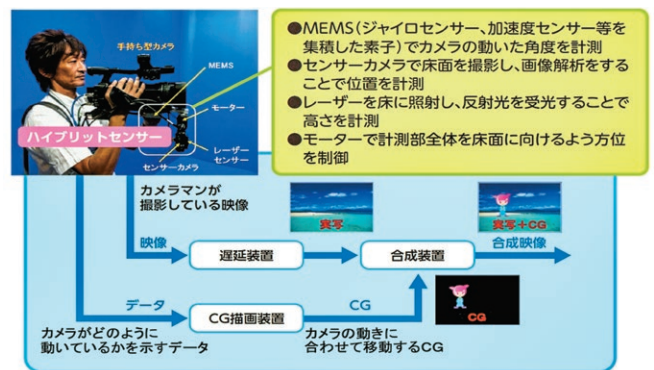 手持ち型カメラ
MEMS
モーター
ハイブリットセンサー
レーザー
センサー
センサーカメラ
●MEMS(ジャイロセンサー、加速度センサー等を
集積した素子)でカメラの動いた角度を計測
●センサーカメラで床面を撮影し、画像解析をする
ことで位置を計測
●レーザーを床に照射し、反射光を受光することで
高さを計測
●モーターで計測部全体を床面に向けるよう方位
を制御
カメラマンが
撮影している映像
実写
実写+CG
映像
遅延装置
合成装置
合成映像
データ
CG描画装置
CG
CG
カメラがどのように
動いているかを示すデータ
カメラの動きに
合わせて移動するCG